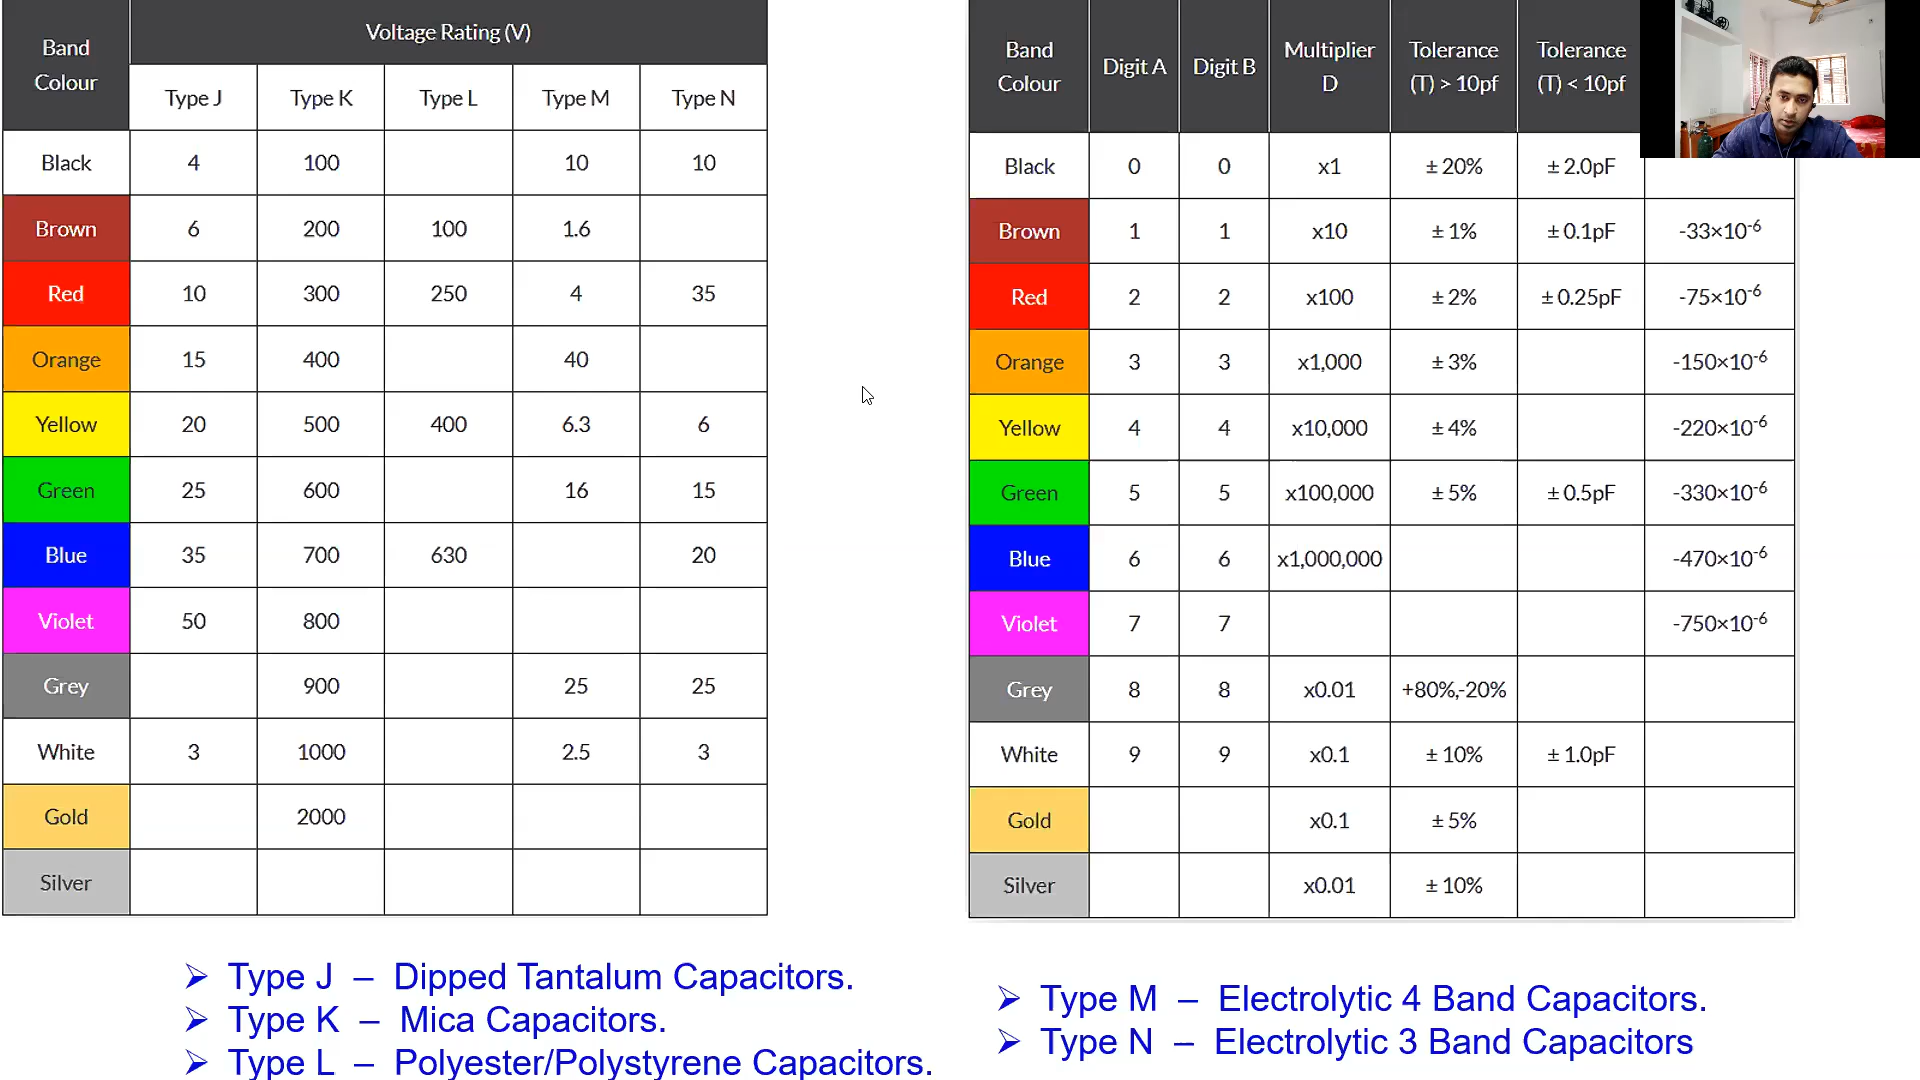 Band Colour Voltage Rating (V)
Type J Type K Type L Type M Type N
Black 4 100 10 10
Brown 6 200 100 1.6
Red 10 300 250 4 35
Orange 15 400 40
Yellow 20 500 400 6.3 6
Green 25 600 16 15
Blue 35 700 630 20
Violet 50 800
Grey 900 25 25
White 3 1000 2.5 3
Gold 2000
Silver
➢ Type J – Dipped Tantalum Capacitors.
➢ Type K – Mica Capacitors.
➢ Type L – Polyester/Polystyrene Capacitors.
Band Colour Digit A Digit B Multiplier D Tolerance (T) > 10pf Tolerance (T) < 10pf
Black 0 0 x1 ± 20% ± 2.0pF
Brown 1 1 x10 ± 1% ± 0.1pF -33×10⁻⁶
Red 2 2 x100 ± 2% ± 0.25pF -75×10⁻⁶
Orange 3 3 x1,000 ± 3% -150×10⁻⁶
Yellow 4 4 x10,000 ± 4% -220×10⁻⁶
Green 5 5 x100,000 ± 5% ± 0.5pF -330×10⁻⁶
Blue 6 6 x1,000,000 -470×10⁻⁶
Violet 7 7 -750×10⁻⁶
Grey 8 8 x0.01 +80%,-20%
White 9 9 x0.1 ± 10% ± 1.0pF
Gold x0.1 ± 5%
Silver x0.01 ± 10%
➢ Type M – Electrolytic 4 Band Capacitors.
➢ Type N – Electrolytic 3 Band Capacitors